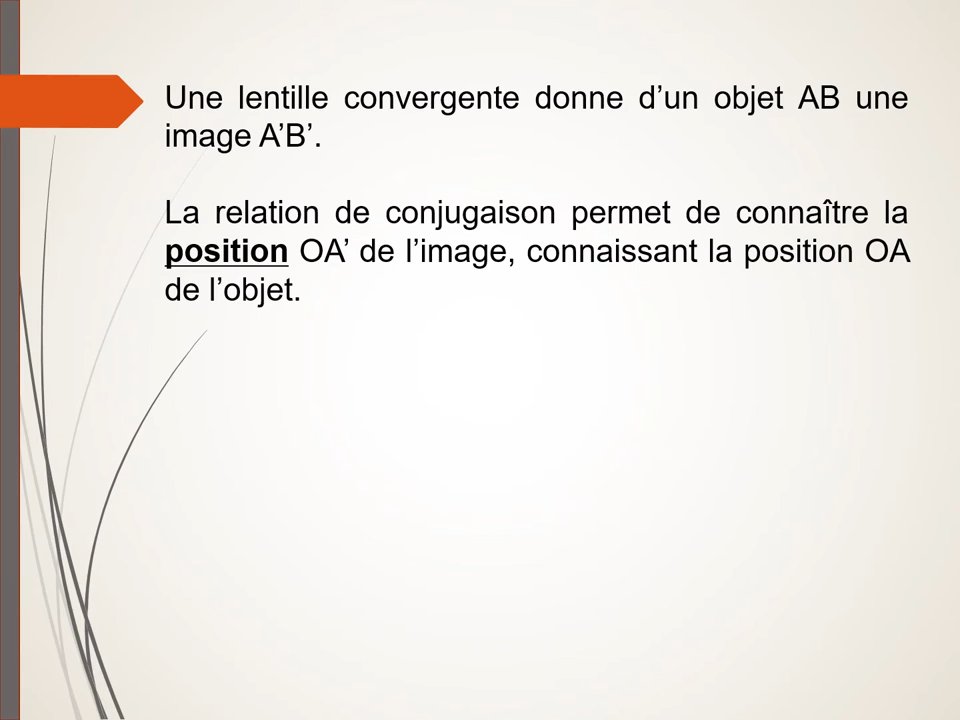 Une lentille convergente donne d’un objet AB une
image A’B’.
La relation de conjugaison permet de connaître la
position OA’ de l’image, connaissant la position OA
de l’objet.